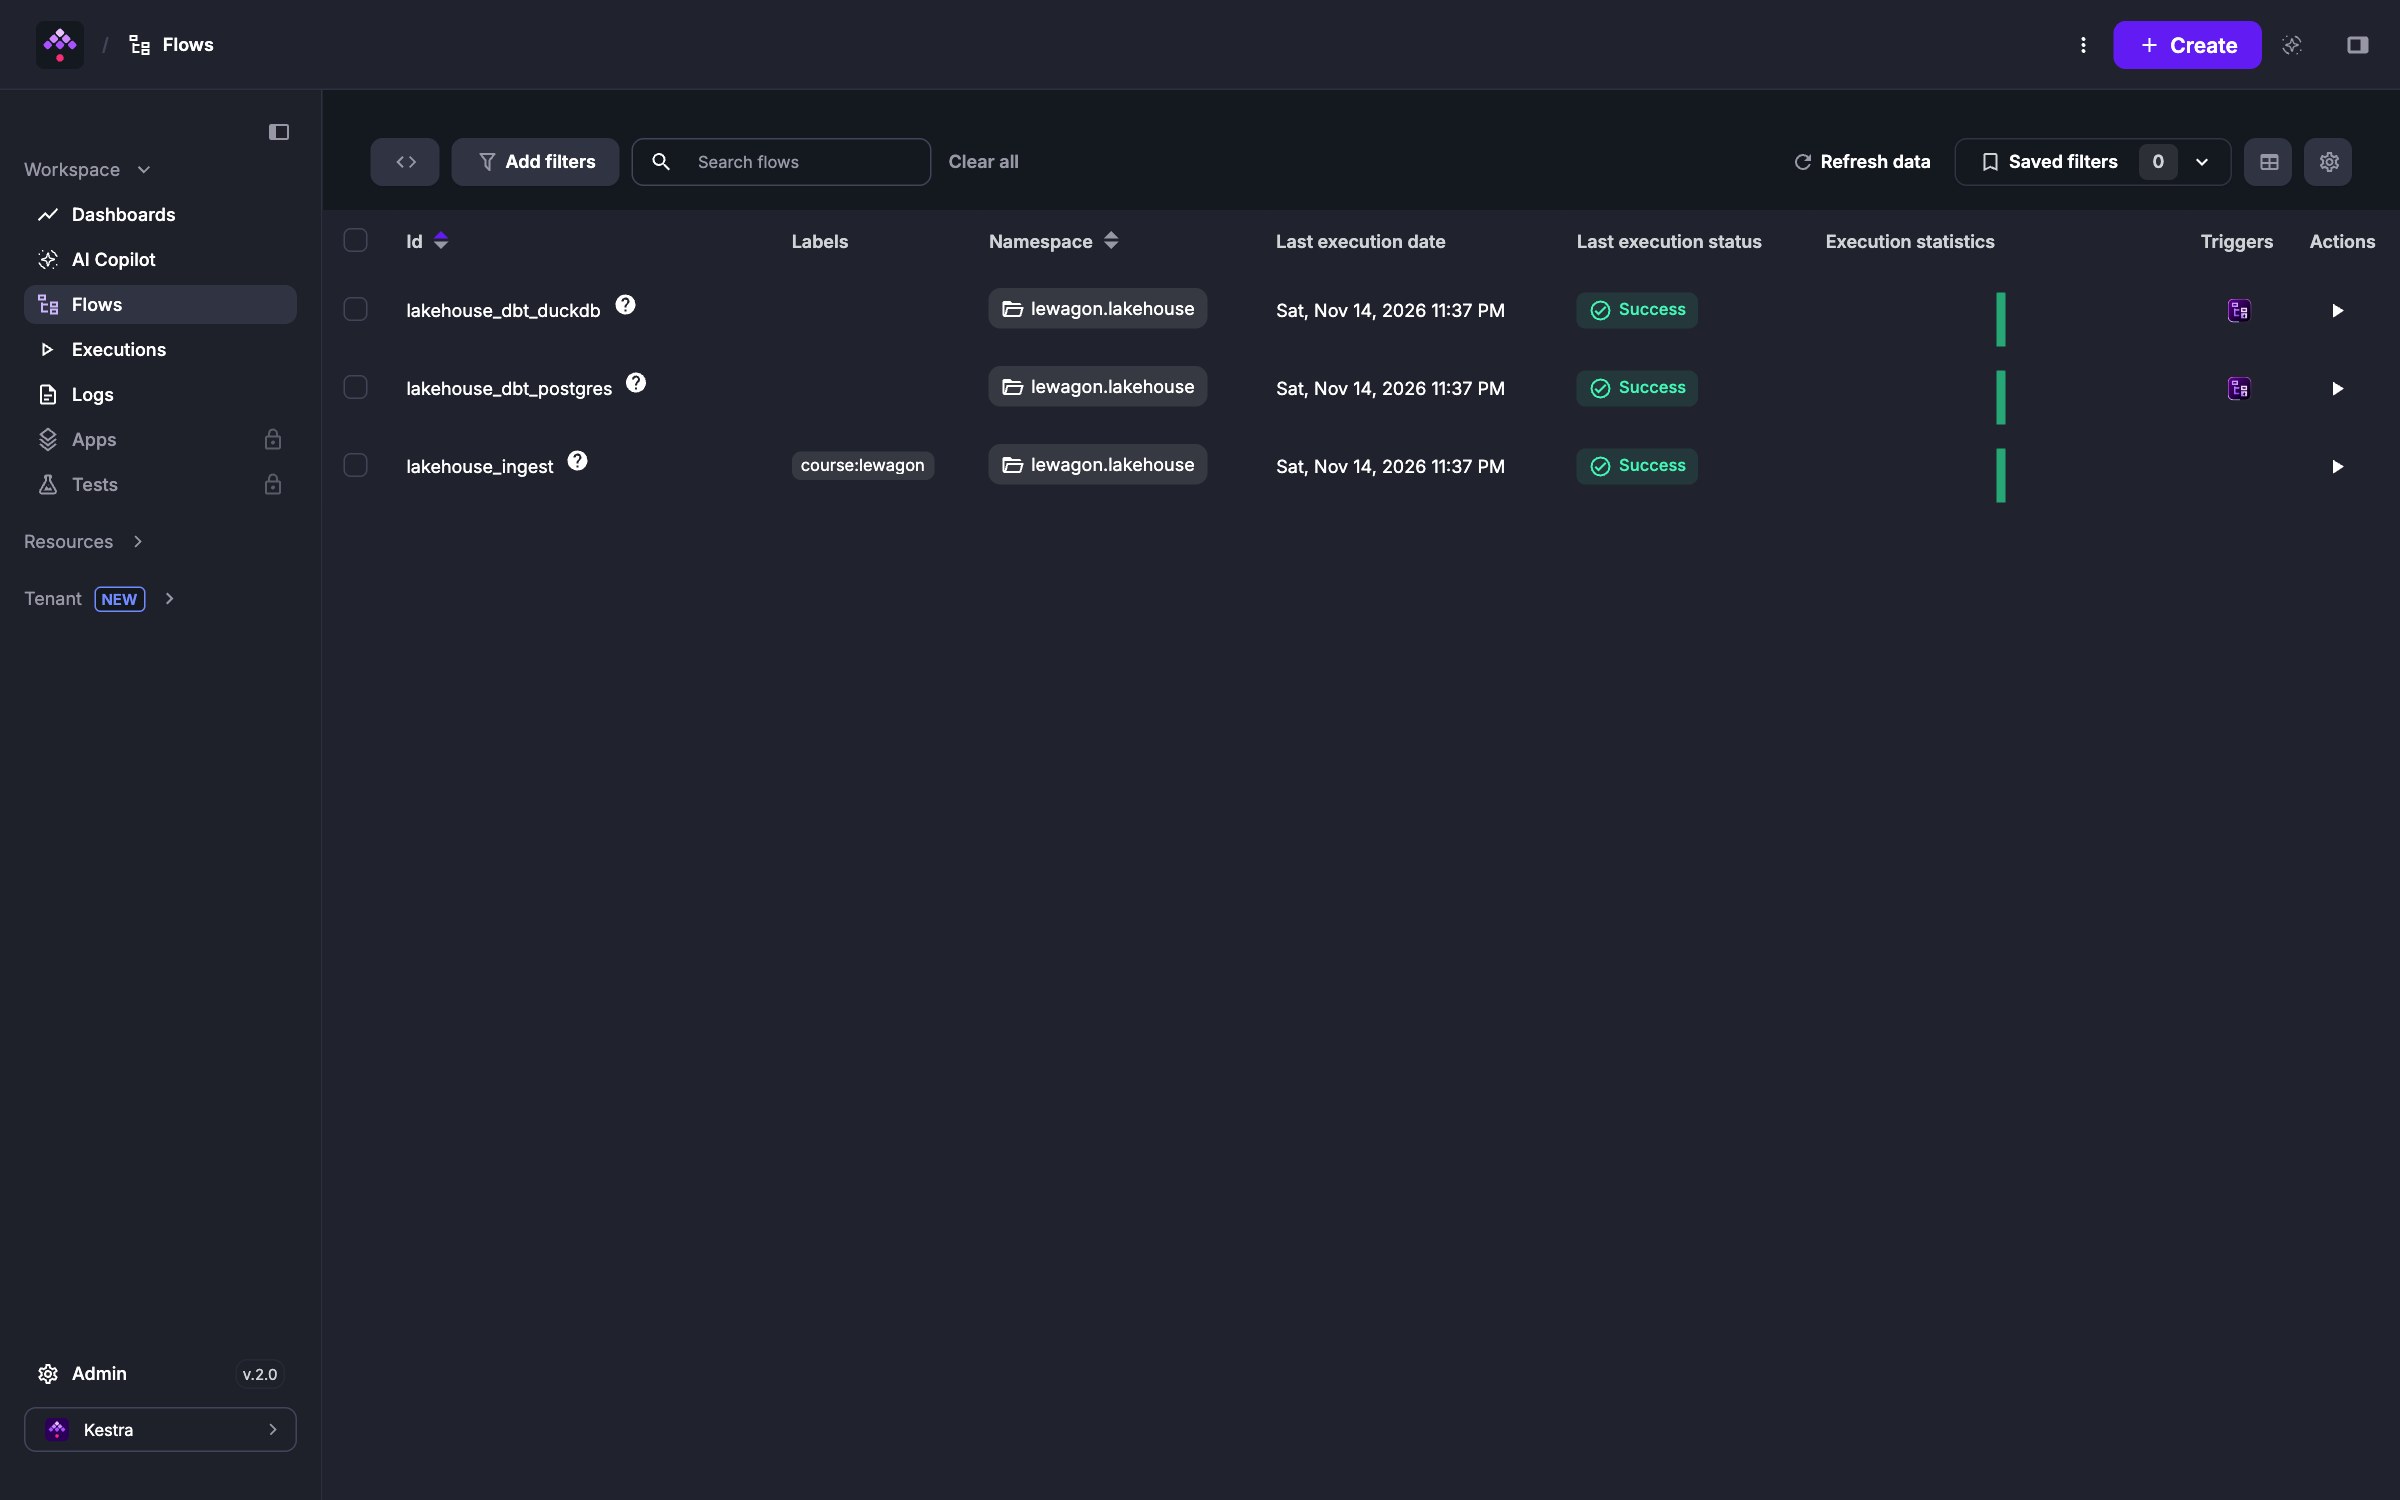 / Flows
+ Create
Workspace
Dashboards
AI Copilot
Flows
Executions
Logs
Apps
Tests
Resources
Tenant NEW
Add filters
Search flows
Clear all
Refresh data
Saved filters 0
Id Labels Namespace Last execution date Last execution status Execution statistics Triggers Actions
lakehouse_dbt_duckdb ? lewagon.lakehouse Sat, Nov 14, 2026 11:37 PM Success
lakehouse_dbt_postgres ? lewagon.lakehouse Sat, Nov 14, 2026 11:37 PM Success
lakehouse_ingest ? course:lewagon lewagon.lakehouse Sat, Nov 14, 2026 11:37 PM Success
Admin v.2.0
Kestra